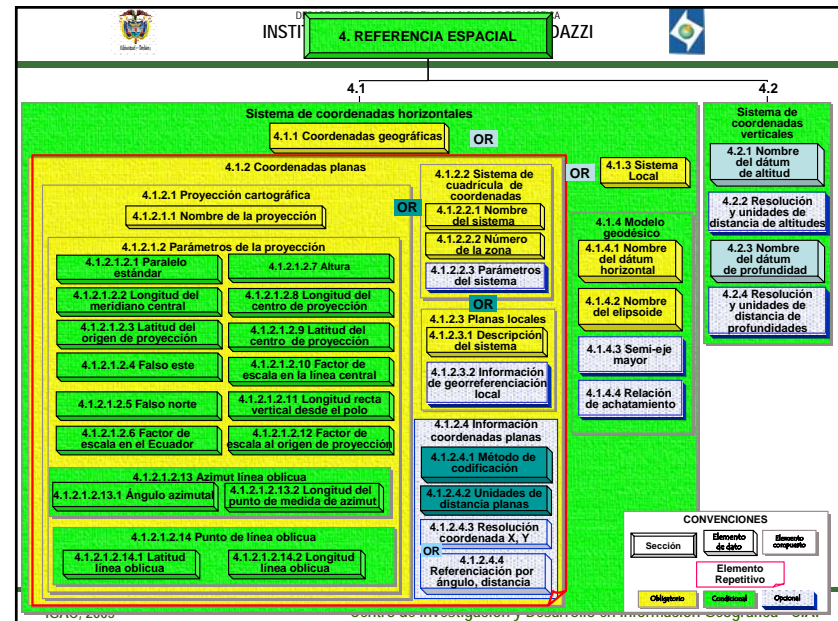 INSTI
DAZZI
4. REFERENCIA ESPACIAL
4.1
4.2
Sistema de coordenadas horizontales
4.1.1 Coordenadas geográficas
OR
4.1.2 Coordenadas planas
4.1.2.1 Proyección cartográfica
4.1.2.1.1 Nombre de la proyección
4.1.2.1.2 Parámetros de la proyección
4.1.2.1.2.1 Paralelo
estándar
4.1.2.1.2.2 Longitud del
meridiano central
4.1.2.1.2.3 Latitud del
origen de proyección
4.1.2.1.2.4 Falso este
4.1.2.1.2.5 Falso norte
4.1.2.1.2.6 Factor de
escala en el Ecuador
4.1.2.1.2.7 Altura
4.1.2.1.2.8 Longitud del
centro de proyección
4.1.2.1.2.9 Latitud del
centro de proyección
4.1.2.1.2.10 Factor de
escala en la línea central
4.1.2.1.2.11 Longitud recta
vertical desde el polo
4.1.2.1.2.12 Factor de
escala al origen de proyección
4.1.2.1.2.13 Azimut línea oblicua
4.1.2.1.2.13.1 Ángulo azimutal
4.1.2.1.2.13.2 Longitud del
punto de medida de azimut
4.1.2.1.2.14 Punto de línea oblicua
4.1.2.1.2.14.1 Latitud
línea oblicua
4.1.2.1.2.14.2 Longitud
línea oblicua
OR
4.1.2.2 Sistema de
cuadrícula de
coordenadas
4.1.2.2.1 Nombre
del sistema
4.1.2.2.2 Número
de la zona
4.1.2.2.3 Parámetros
del sistema
OR
4.1.2.3 Planas locales
4.1.2.3.1 Descripción
del sistema
4.1.2.3.2 Información
de georreferenciación
local
4.1.2.4 Información
coordenadas planas
4.1.2.4.1 Método de
codificación
4.1.2.4.2 Unidades de
distancia planas
4.1.2.4.3 Resolución
coordenada X, Y
OR
4.1.2.4.4
Referenciación por
ángulo, distancia
OR
4.1.3 Sistema
Local
4.1.4 Modelo
geodésico
4.1.4.1 Nombre
del dátum
horizontal
4.1.4.2 Nombre
del elipsoide
4.1.4.3 Semi-eje
mayor
4.1.4.4 Relación
de achatamiento
Sistema de
coordenadas
verticales
4.2.1 Nombre
del dátum
de altitud
4.2.2 Resolución
y unidades de
distancia de altitudes
4.2.3 Nombre
del dátum
de profundidad
4.2.4 Resolución
y unidades de
distancia de
profundidades
CONVENCIONES
Sección
Elemento
de dato
Elemento
compuesto
Elemento
Repetitivo
Obligatorio
Condicional
Opcional